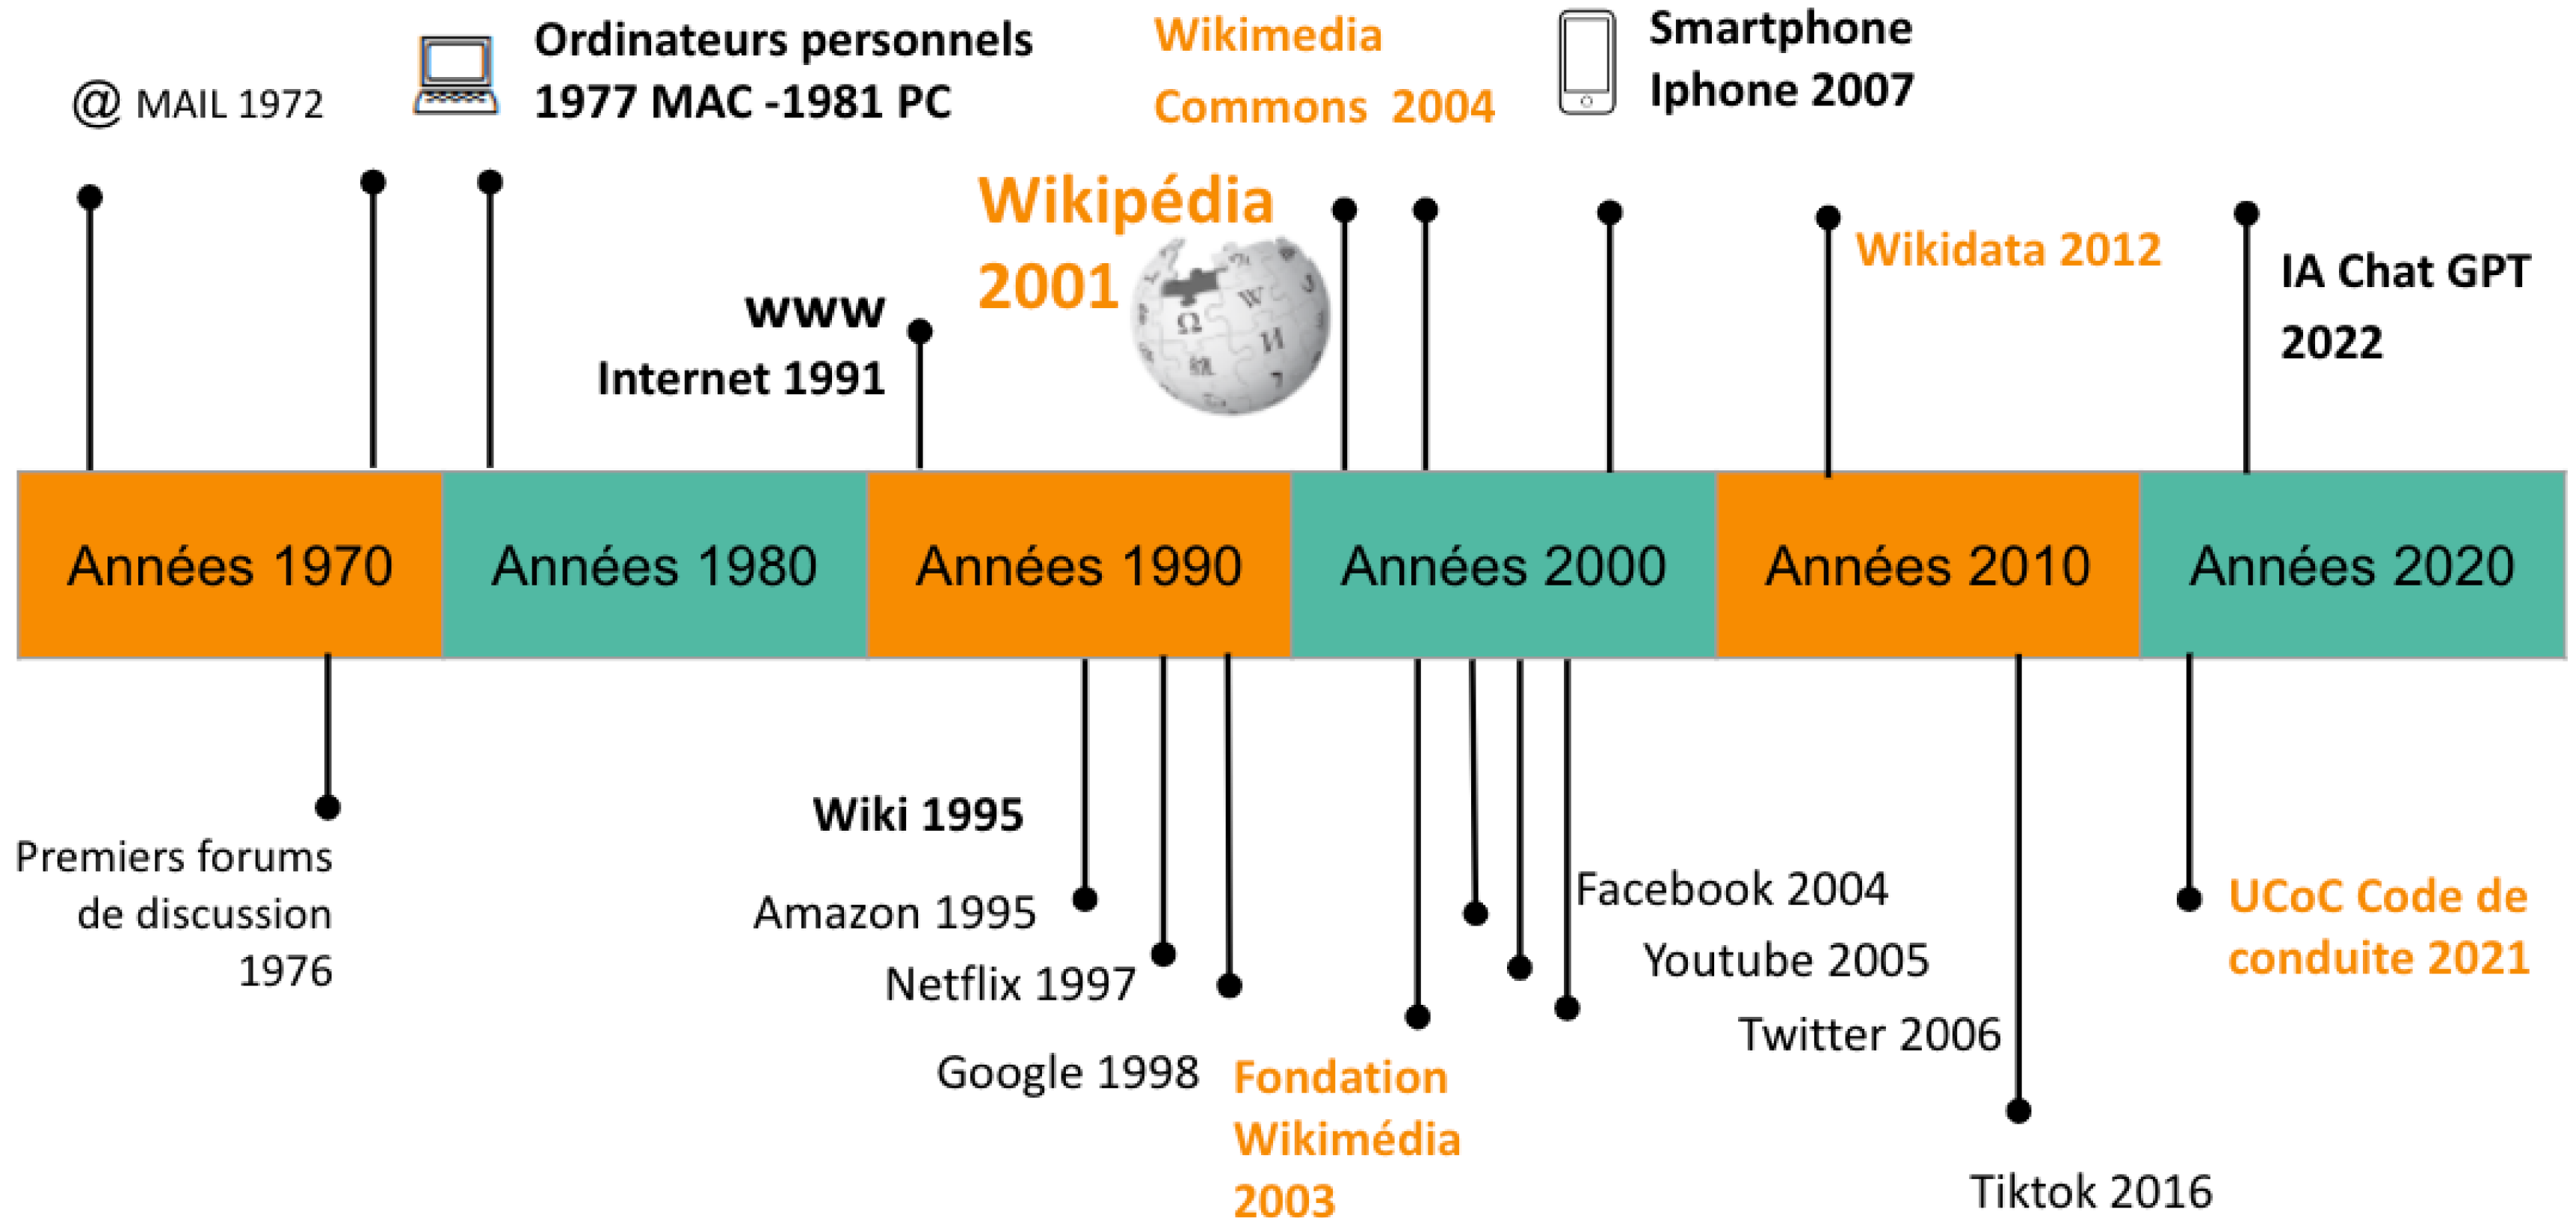 @ MAIL 1972
Ordinateurs personnels
1977 MAC -1981 PC
Wikimedia
Commons 2004
Smartphone
Iphone 2007
Wikipédia
2001
www
Internet 1991
Wikidata 2012
IA Chat GPT
2022
Années 1970
Années 1980
Années 1990
Années 2000
Années 2010
Années 2020
Premiers forums
de discussion
1976
Wiki 1995
Amazon 1995
Netflix 1997
Google 1998
Fondation
Wikimédia
2003
Facebook 2004
Youtube 2005
Twitter 2006
Tiktok 2016
UCoC Code de
conduite 2021